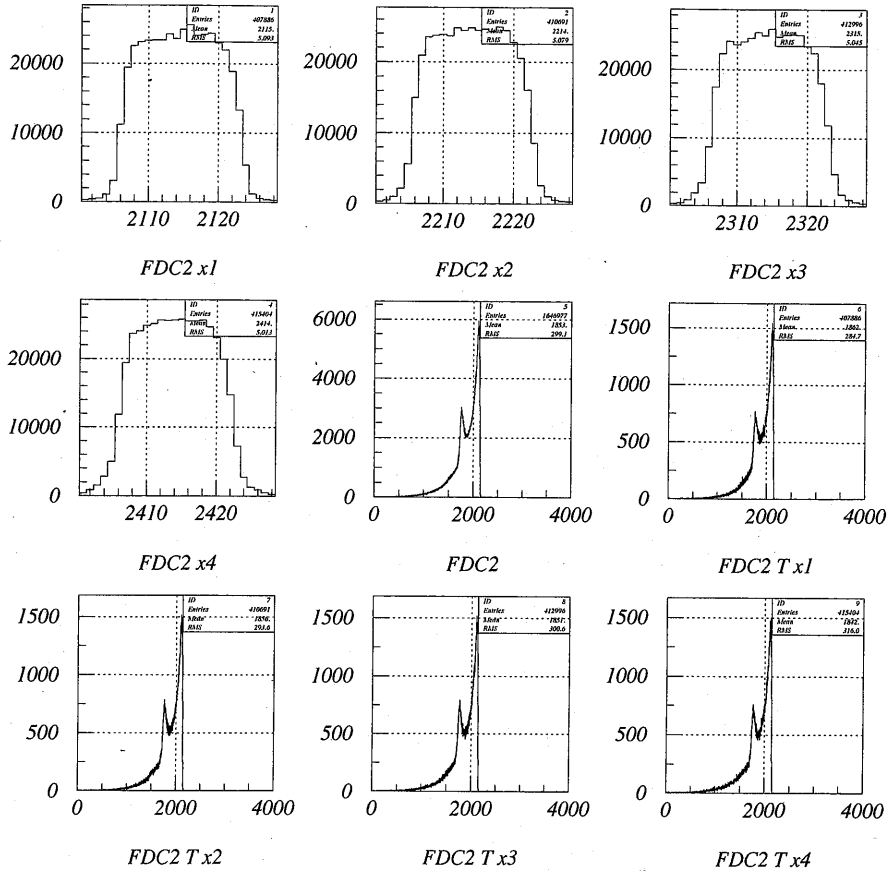 ID 1
Entries 407886
Mean 2115.
RMS 5.093
20000
10000
0
2110 2120
FDC2 x1
ID 2
Entries 410691
Mean 2214.
RMS 5.079
20000
10000
0
2210 2220
FDC2 x2
ID 3
Entries 412996
Mean 2315.
RMS 5.045
20000
10000
0
2310 2320
FDC2 x3
ID 4
Entries 415404
Mean 2414.
RMS 5.013
20000
10000
0
2410 2420
FDC2 x4
ID 5
Entries 1646977
Mean 1853.
RMS 299.1
6000
4000
2000
0
0 2000 4000
FDC2
ID 6
Entries 407886
Mean 1862.
RMS 284.7
1500
1000
500
0
0 2000 4000
FDC2 T x1
ID 7
Entries 410691
Mean 1856.
RMS 293.6
1500
1000
500
0
0 2000 4000
FDC2 T x2
ID 8
Entries 412996
Mean 1851.
RMS 300.6
1500
1000
500
0
0 2000 4000
FDC2 T x3
ID 9
Entries 415404
Mean 1842.
RMS 316.0
1500
1000
500
0
0 2000 4000
FDC2 T x4